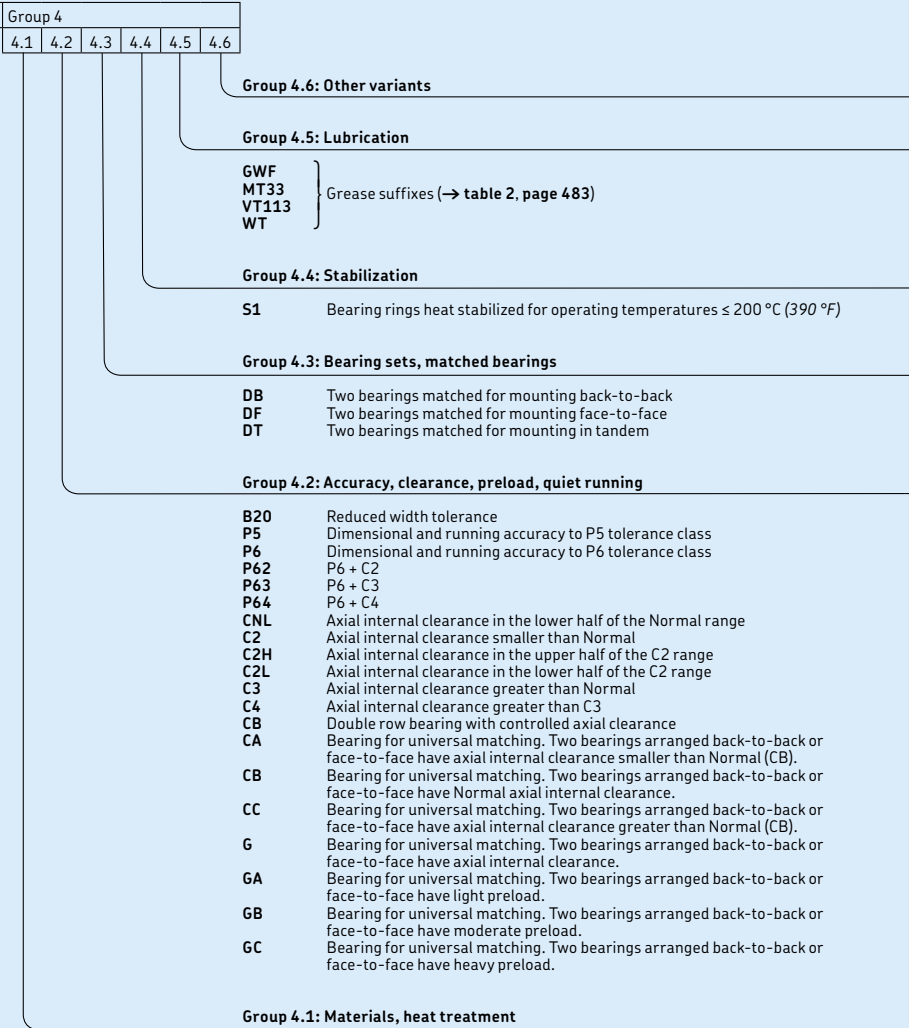 Group 4
4.1 4.2 4.3 4.4 4.5 4.6
Group 4.6: Other variants
Group 4.5: Lubrication
GWF
MT33
VT113
WT
Grease suffixes (→ table 2, page 483)
Group 4.4: Stabilization
S1 Bearing rings heat stabilized for operating temperatures ≤ 200 °C (390 °F)
Group 4.3: Bearing sets, matched bearings
DB Two bearings matched for mounting back-to-back
DF Two bearings matched for mounting face-to-face
DT Two bearings matched for mounting in tandem
Group 4.2: Accuracy, clearance, preload, quiet running
B20 Reduced width tolerance
P5 Dimensional and running accuracy to P5 tolerance class
P6 Dimensional and running accuracy to P6 tolerance class
P62 P6 + C2
P63 P6 + C3
P64 P6 + C4
CNL Axial internal clearance in the lower half of the Normal range
C2 Axial internal clearance smaller than Normal
C2H Axial internal clearance in the upper half of the C2 range
C2L Axial internal clearance in the lower half of the C2 range
C3 Axial internal clearance greater than Normal
C4 Axial internal clearance greater than C3
CB Double row bearing with controlled axial clearance
CA Bearing for universal matching. Two bearings arranged back-to-back or
face-to-face have axial internal clearance smaller than Normal (CB).
CB Bearing for universal matching. Two bearings arranged back-to-back or
face-to-face have Normal axial internal clearance.
CC Bearing for universal matching. Two bearings arranged back-to-back or
face-to-face have axial internal clearance greater than Normal (CB).
G Bearing for universal matching. Two bearings arranged back-to-back or
face-to-face have axial internal clearance.
GA Bearing for universal matching. Two bearings arranged back-to-back or
face-to-face have light preload.
GB Bearing for universal matching. Two bearings arranged back-to-back or
face-to-face have moderate preload.
GC Bearing for universal matching. Two bearings arranged back-to-back or
face-to-face have heavy preload.
Group 4.1: Materials, heat treatment